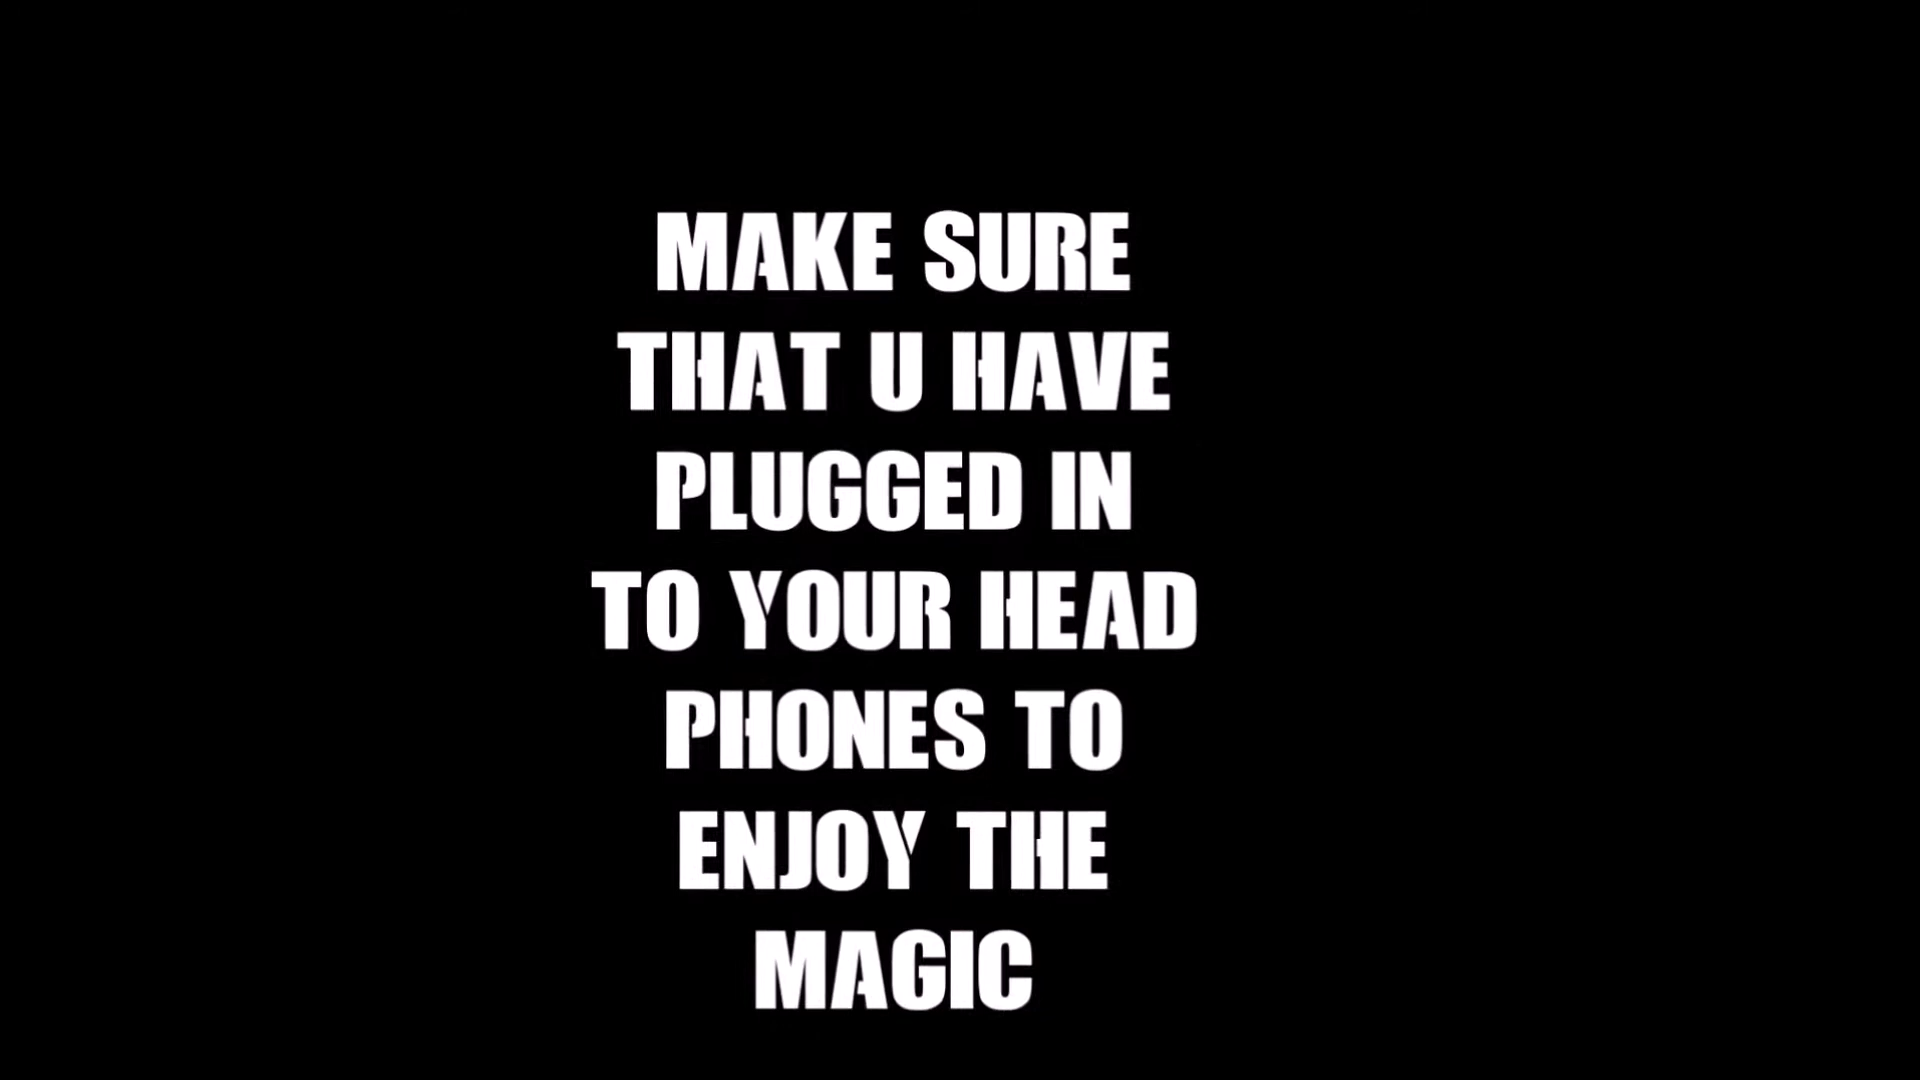 MAKE SURE
THAT U HAVE
PLUGGED IN
TO YOUR HEAD
PHONES TO
ENJOY THE
MAGIC